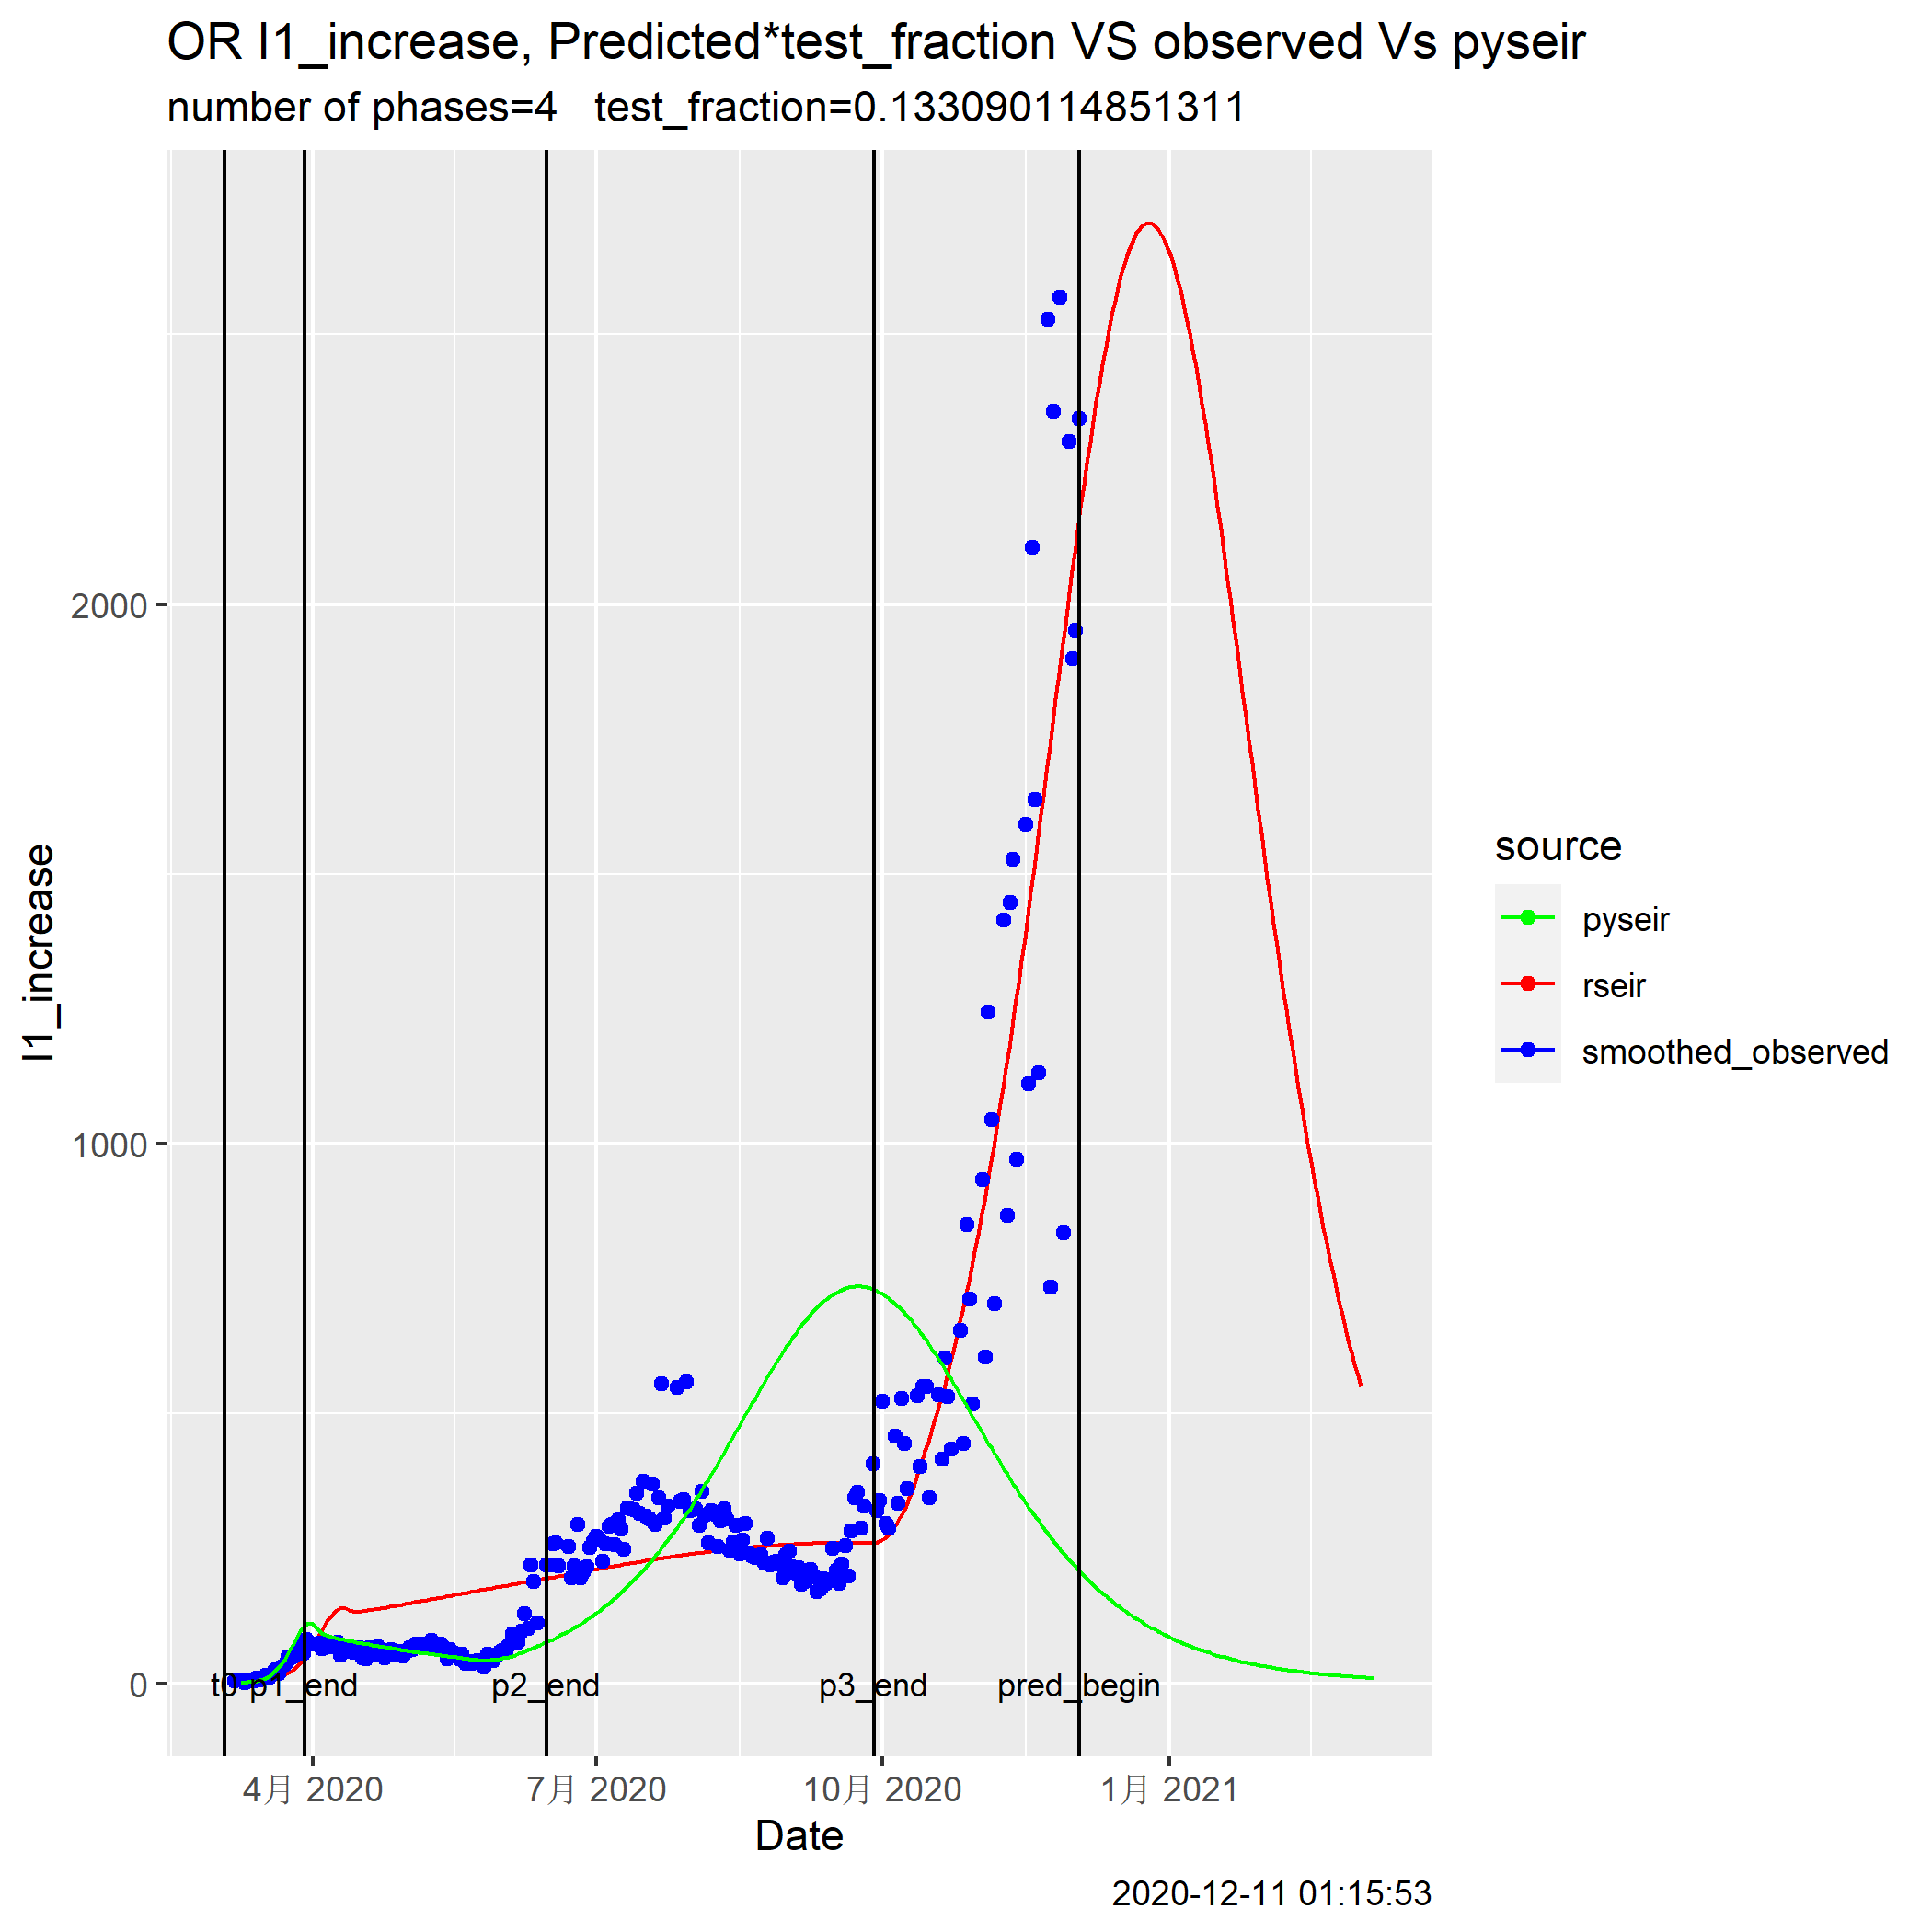 OR I1_increase, Predicted*test_fraction VS observed Vs pyseir
number of phases=4   test_fraction=0.133090114851311
I1_increase
2000
1000
0
t0 p1_end p2_end p3_end pred_begin
4月 2020 7月 2020 10月 2020 1月 2021
Date
source
pyseir
rseir
smoothed_observed
2020-12-11 01:15:53